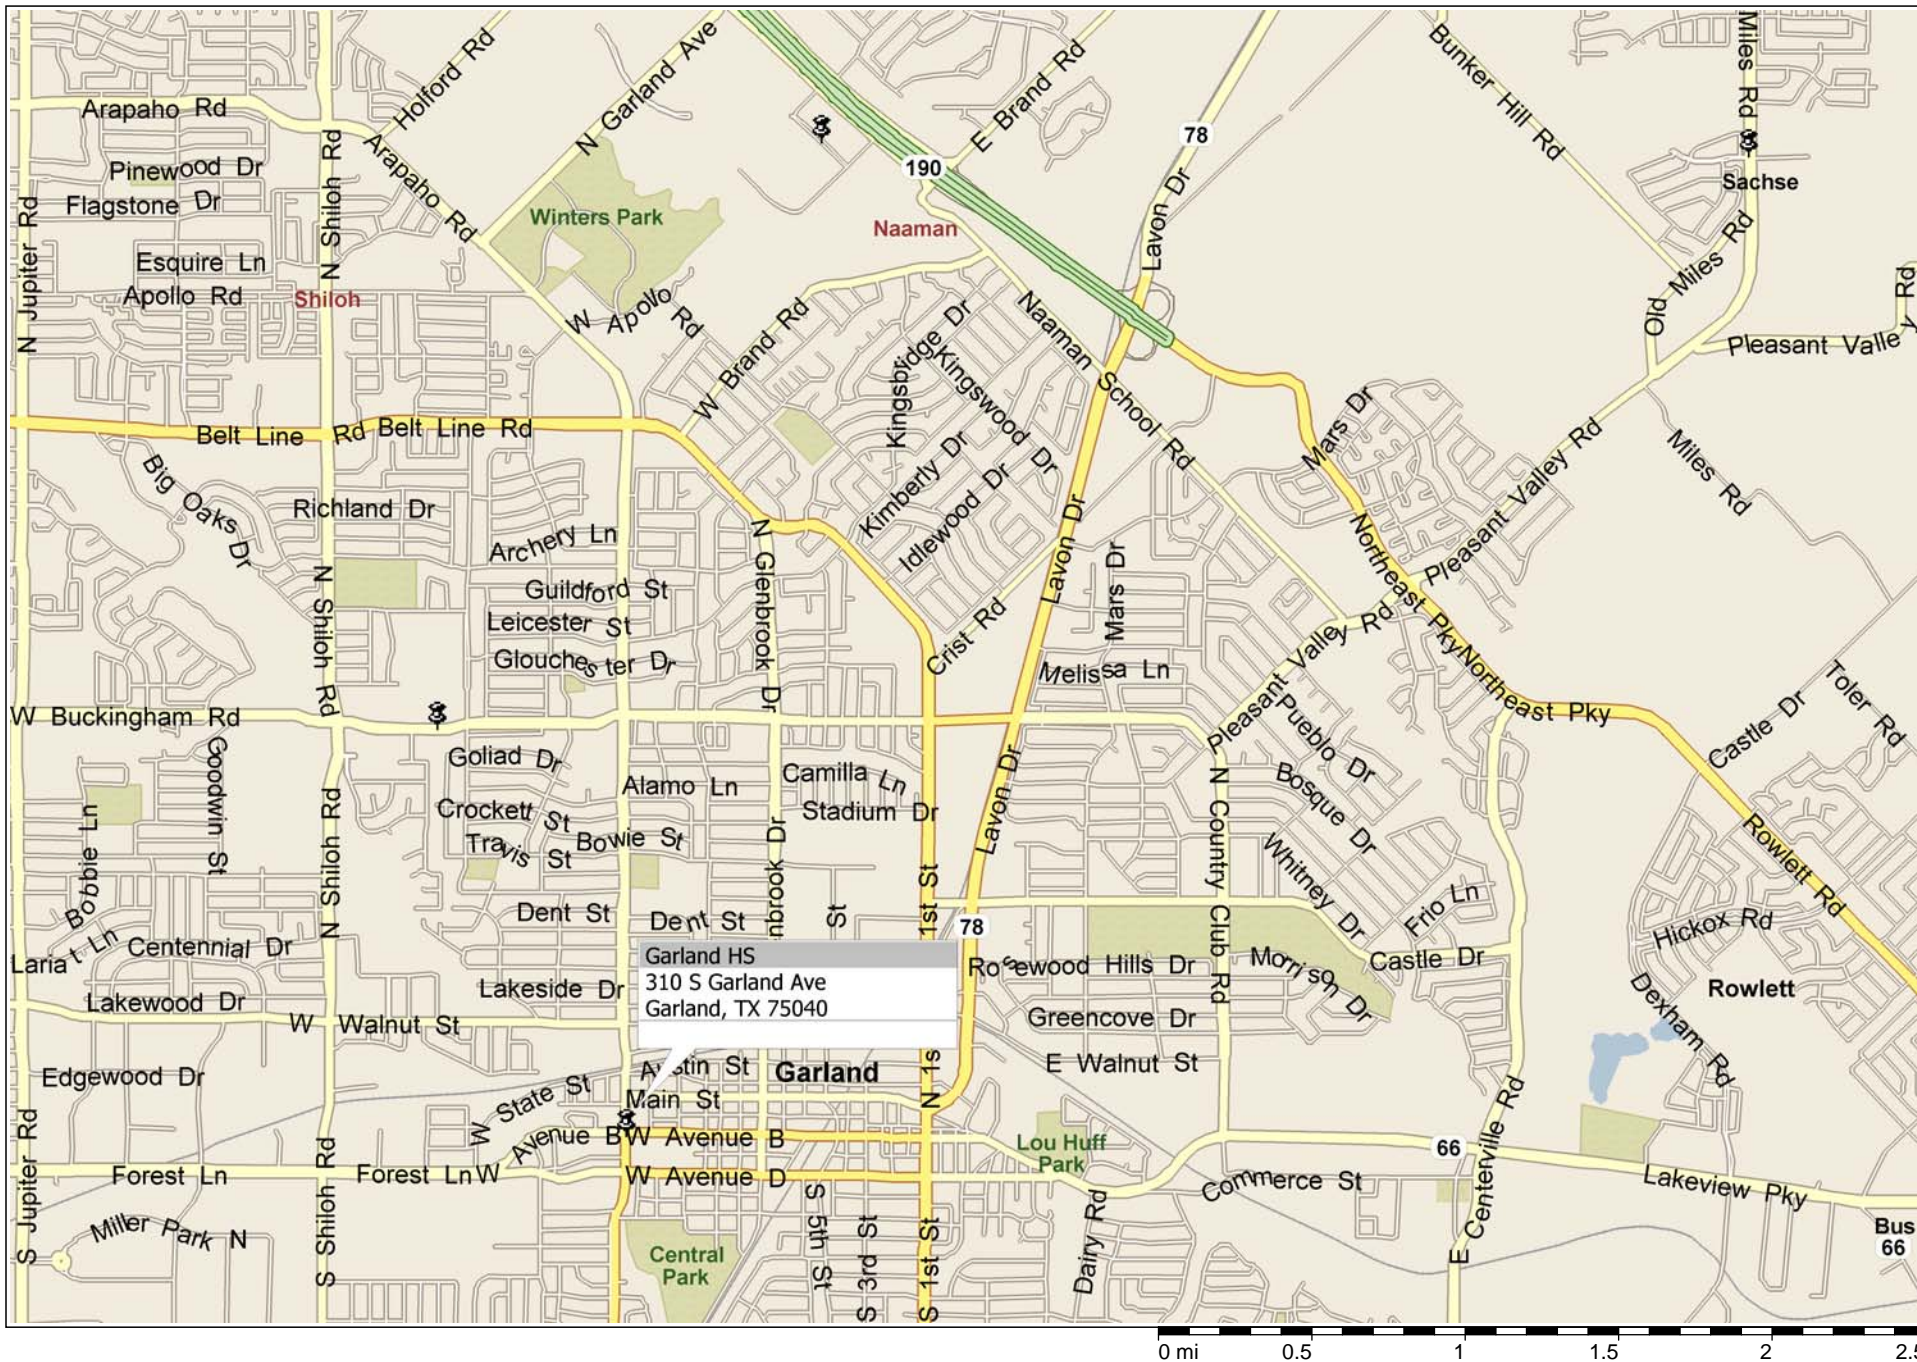 Arapaho Rd
Holford Rd
N Garland Ave
E Brand Rd
78
Bunker Hill Rd
Miles Rd
190
Pinewood Dr
Flagstone Dr
N Shiloh Rd
Arapaho Rd
Winters Park
Naaman
Lavon Dr
Sachse
N Jupiter Rd
Esquire Ln
Apollo Rd
Shiloh
W Apollo Rd
W Brand Rd
Kingsbridge Dr
Kingswood Dr
Naaman School Rd
Old Miles Rd
Pleasant Valley Rd
Belt Line Rd
Belt Line Rd
Kimberly Dr
Idlewood Dr
Mars Dr
Pleasant Valley Rd
Miles Rd
Big Oaks Dr
Richland Dr
Archery Ln
N Glenbrook Dr
Lavon Dr
Mars Dr
Northeast Pky
N Shiloh Rd
Guildford St
Leicester St
Glouchester Dr
Crist Rd
Melissa Ln
Pleasant Valley Rd
Northeast Pky
Castle Dr
Toler Rd
W Buckingham Rd
Goodwin St
Goliad Dr
Alamo Ln
Camilla Ln
Stadium Dr
Lavon Dr
Pueblo Dr
Bosque Dr
N Country Club Rd
Whitney Dr
Frio Ln
Rowlett Rd
Bobbie Ln
N Shiloh Rd
Crockett St
Travis St
Bowie St
enbrook Dr
St
1st St
Dent St
Dent St
78
Lariat Ln
Centennial Dr
Garland HS
310 S Garland Ave
Garland, TX 75040
Rosewood Hills Dr
Morrison Dr
Castle Dr
Hickox Rd
Rowlett
Dexham Rd
Lakewood Dr
Lakeside Dr
W Walnut St
Greencove Dr
E Walnut St
Edgewood Dr
W State St
Austin St
Garland
Main St
N 1s
Avenue B
W Avenue B
Lou Huff
Park
66
E Centerville Rd
S Jupiter Rd
Forest Ln
Forest Ln
W
W Avenue D
Commerce St
Lakeview Pky
Miller Park N
S Shiloh Rd
Central
Park
S 5th St
S 3rd St
S 1st St
Dairy Rd
Bus
66
0 mi 0.5 1 1.5 2 2.5